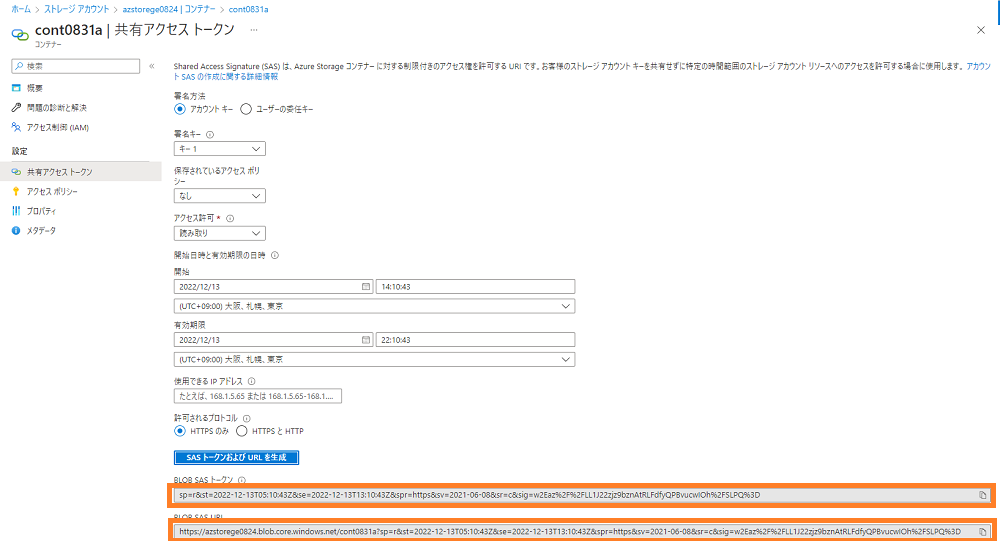 ホーム > ストレージ アカウント > azstorege0824 | コンテナー > cont0831a
cont0831a | 共有アクセス トークン ...
コンテナー
検索
概要
問題の診断と解決
アクセス制御 (IAM)
設定
共有アクセス トークン
アクセス ポリシー
プロパティ
メタデータ
Shared Access Signature (SAS) は、Azure Storage コンテナー に対する制限付きのアクセス権を許可する URI です。お客様のストレージ アカウント キーを共有せずに特定の時間範囲のストレージ アカウント リソースへのアクセスを許可する場合に使用します。 アカウン
ト SAS の作成に関する詳細情報
署名方法
アカウント キー ユーザーの委任キー
署名キー
キー 1
保存されているアクセス ポリ
シー
なし
アクセス許可 *
読み取り
開始日時と有効期限の日時
開始
2022/12/13 14:10:43
(UTC+09:00) 大阪、札幌、東京
有効期限
2022/12/13 22:10:43
(UTC+09:00) 大阪、札幌、東京
使用できる IP アドレス
たとえば、168.1.5.65 または 168.1.5.65-168.1....
許可されるプロトコル
HTTPS のみ HTTPS と HTTP
SAS トークンおよび URL を生成
BLOB SAS トークン
sp=r&st=2022-12-13T05:10:43Z&se=2022-12-13T13:10:43Z&spr=https&sv=2021-06-08&sr=c&sig=w2Eaz%2F%2FLL1J22zjz9bznAtRLFdfyQPBvucwIOh%2FSLPQ%3D
BLOB SAS URL
https://azstorege0824.blob.core.windows.net/cont0831a?sp=r&st=2022-12-13T05:10:43Z&se=2022-12-13T13:10:43Z&spr=https&sv=2021-06-08&sr=c&sig=w2Eaz%2F%2FLL1J22zjz9bznAtRLFdfyQPBvucwIOh%2FSLPQ%3D